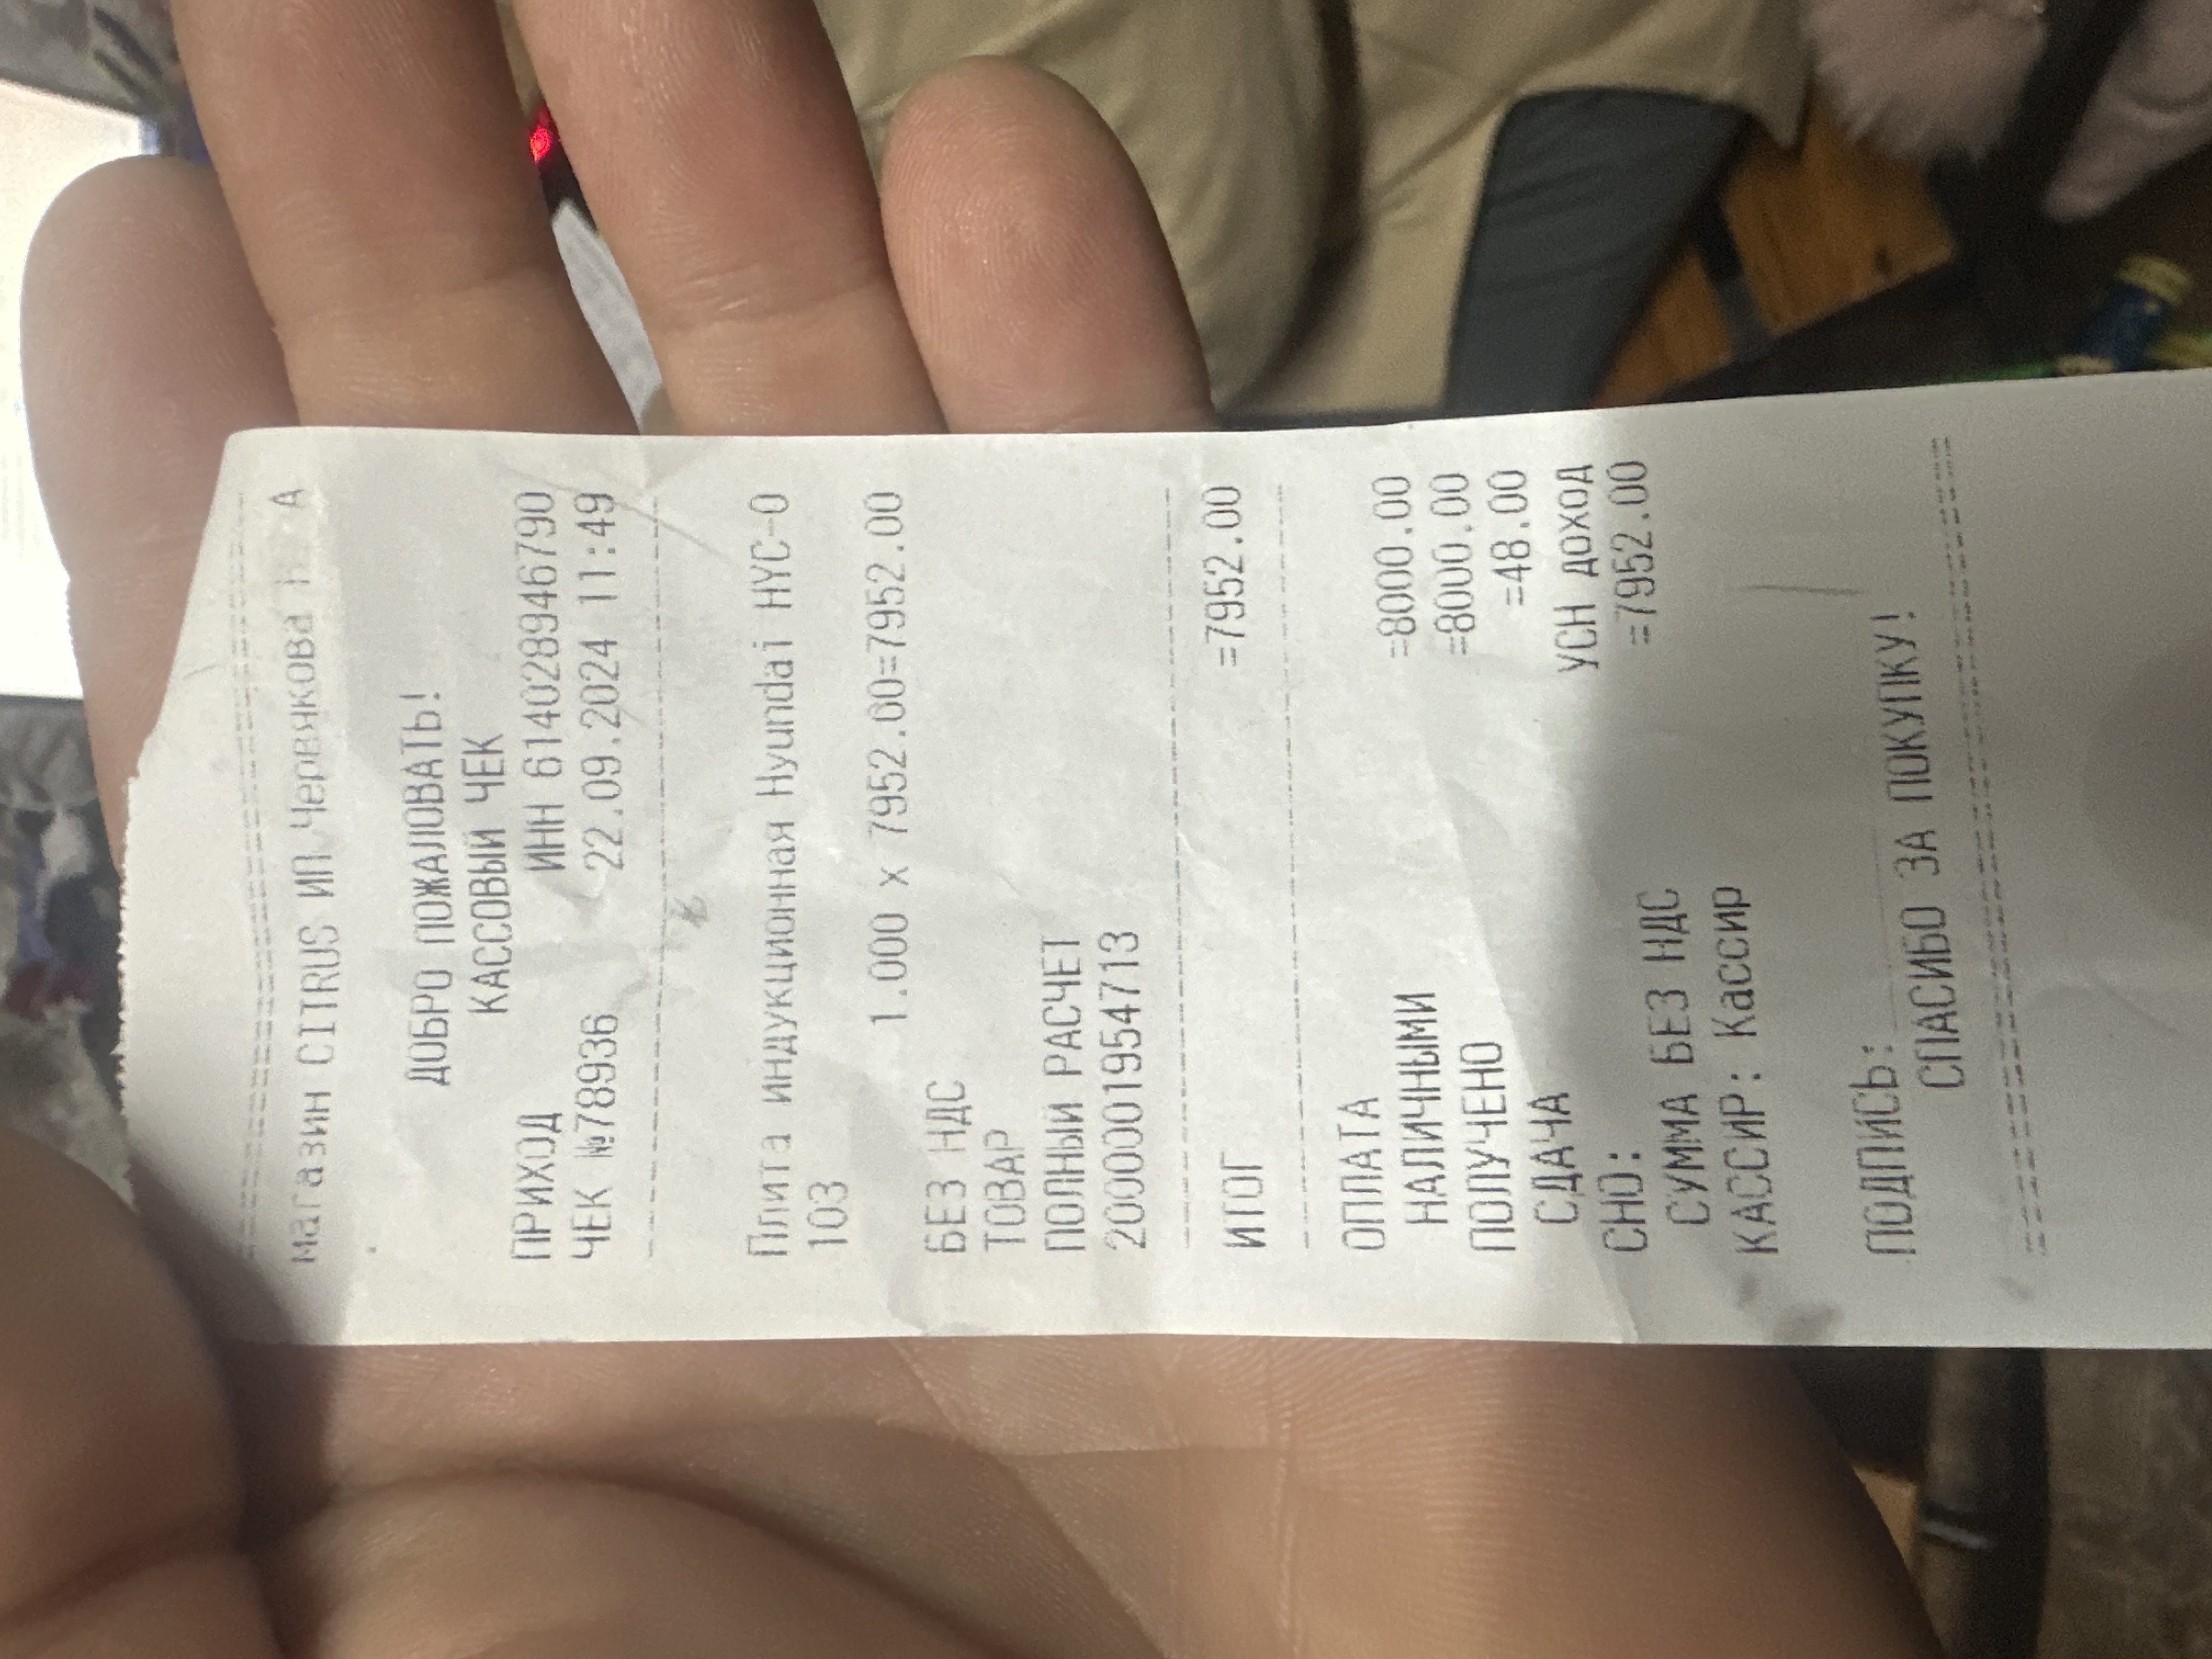 магазин CITRUS ИП Червякова А
ДОБРО ПОЖАЛОВАТЬ!
КАССОВЫЙ ЧЕК
ПРИХОД ИНН 614028946790
ЧЕК №78936 22.09.2024 11:49
Плита индукционная Hyundai HYC-0
103
1.000 x 7952.00=7952.00
БЕЗ НДС
ТОВАР
ПОЛНЫЙ РАСЧЕТ
2000001954713
ИТОГ =7952.00
ОПЛАТА
НАЛИЧНЫМИ =8000.00
ПОЛУЧЕНО =8000.00
СДАЧА =48.00
СНО: УСН ДОХОД
СУММА БЕЗ НДС =7952.00
КАССИР: Кассир
ПОДПИСЬ:
СПАСИБО ЗА ПОКУПКУ!